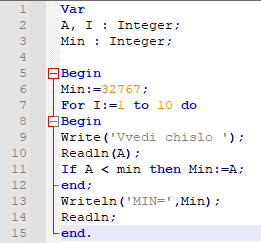 1 Var
2 A, I : Integer;
3 Min : Integer;
4
5 Begin
6 Min:=32767;
7 For I:=1 to 10 do
8 Begin
9 Write('Vvedi chislo ');
10 Readln(A);
11 If A < min then Min:=A;
12 end;
13 Writeln('MIN=',Min);
14 Readln;
15 end.